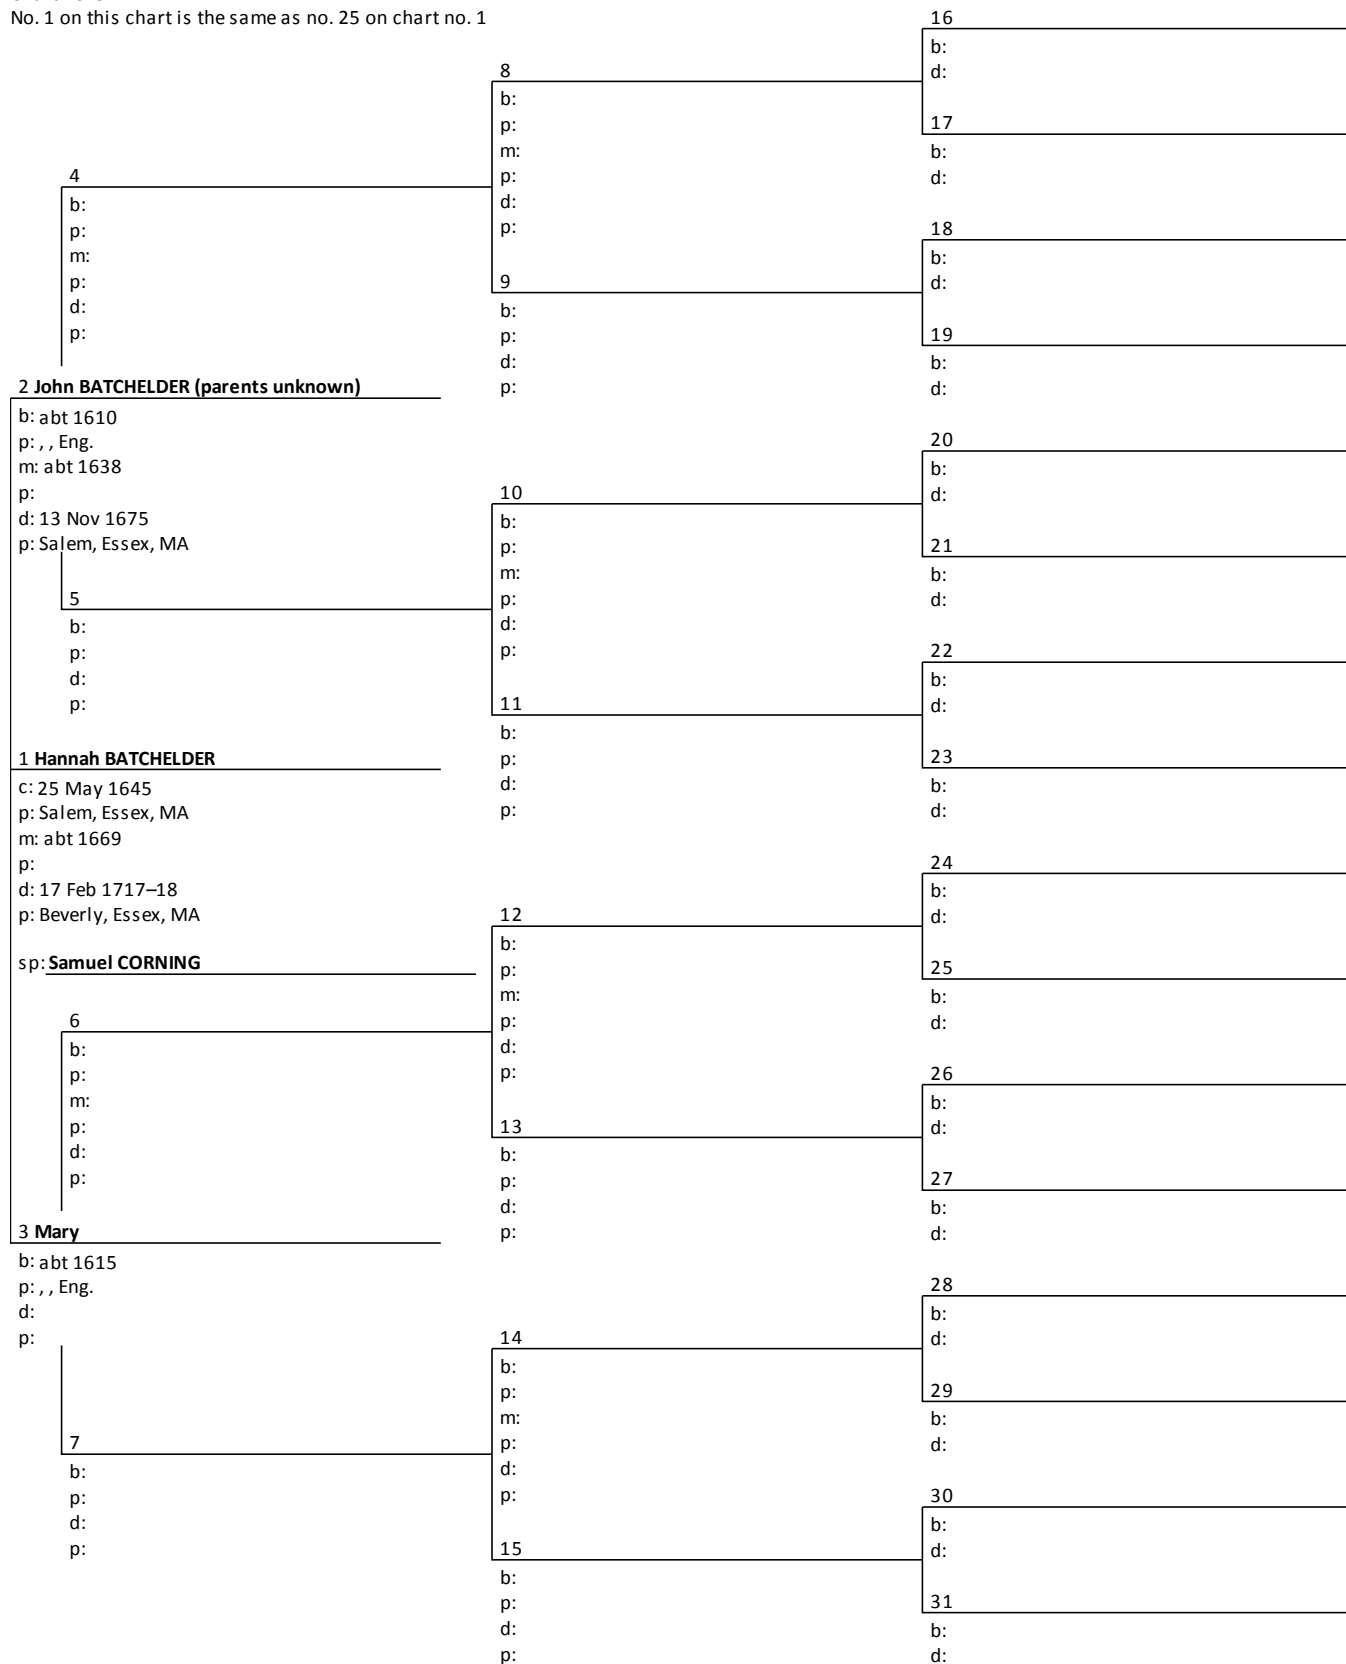 No. 1 on this chart is the same as no. 25 on chart no. 1
2 John BATCHELDER (parents unknown)
b: abt 1610
p: , , Eng.
m: abt 1638
p:
d: 13 Nov 1675
p: Salem, Essex, MA
1 Hannah BATCHELDER
c: 25 May 1645
p: Salem, Essex, MA
m: abt 1669
p:
d: 17 Feb 1717–18
p: Beverly, Essex, MA
sp: Samuel CORNING
3 Mary
b: abt 1615
p: , , Eng.
d:
p:
4
b:
p:
m:
p:
d:
p:
5
b:
p:
d:
p:
6
b:
p:
m:
p:
d:
p:
7
b:
p:
d:
p:
8
b:
p:
m:
p:
d:
p:
9
b:
p:
d:
p:
10
b:
p:
m:
p:
d:
p:
11
b:
p:
d:
p:
12
b:
p:
m:
p:
d:
p:
13
b:
p:
d:
p:
14
b:
p:
m:
p:
d:
p:
15
b:
p:
d:
p:
16
b:
d:
17
b:
d:
18
b:
d:
19
b:
d:
20
b:
d:
21
b:
d:
22
b:
d:
23
b:
d:
24
b:
d:
25
b:
d:
26
b:
d:
27
b:
d:
28
b:
d:
29
b:
d:
30
b:
d:
31
b:
d: